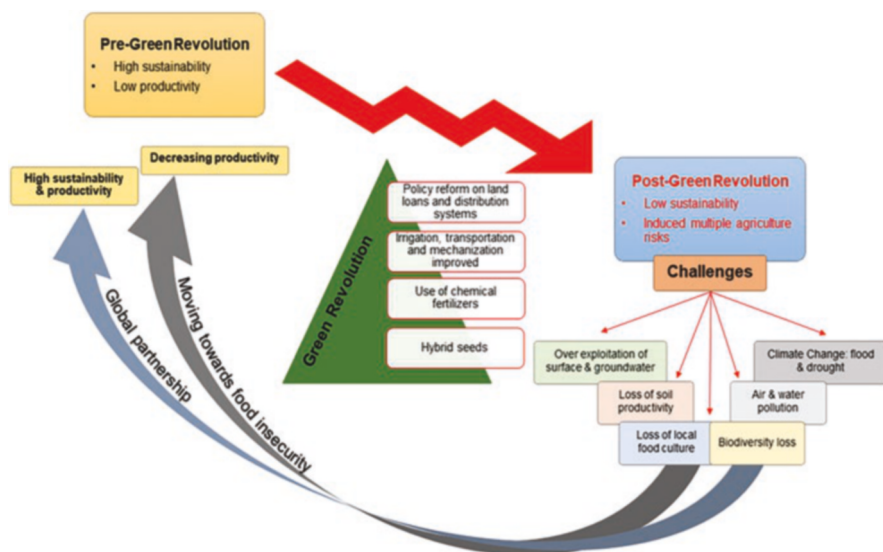 Pre-Green Revolution
• High sustainability
• Low productivity
Decreasing productivity
High sustainability
& productivity
Policy reform on land
loans and distribution
systems
Irrigation, transportation
and mechanization
improved
Use of chemical
fertilizers
Hybrid seeds
Green Revolution
Post-Green Revolution
• Low sustainability
• Induced multiple agriculture
risks
Challenges
Over exploitation of
surface & groundwater
Climate Change: flood
& drought
Loss of soil
productivity
Air & water
pollution
Loss of local
food culture
Biodiversity loss
Global partnership
Moving towards food insecurity